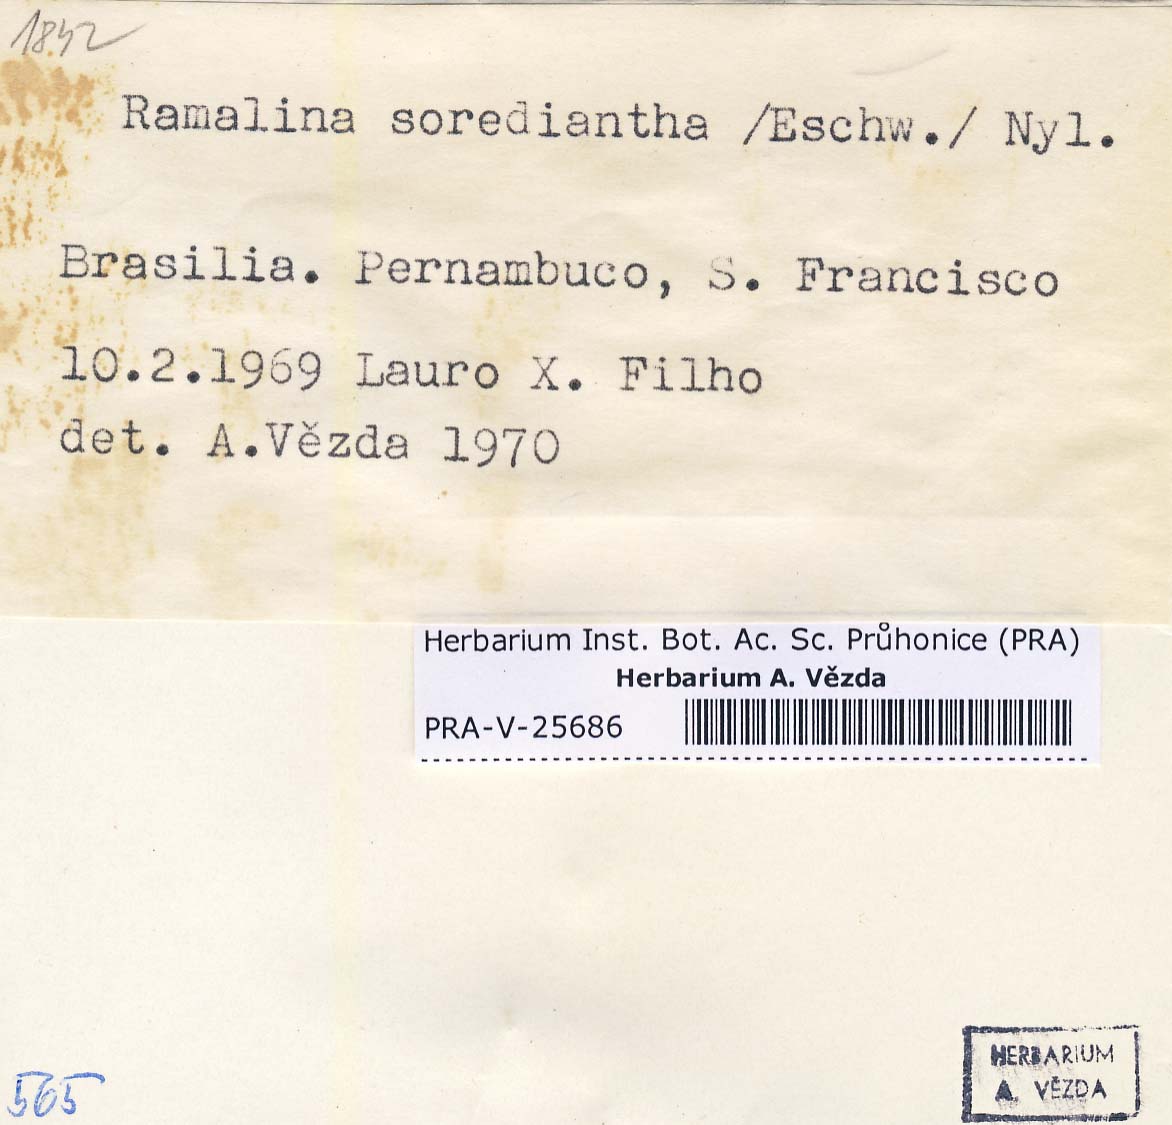 1842
Ramalina sorediantha /Eschw./ Nyl.
Brasilia. Pernambuco, S. Francisco
10.2.1969 Lauro X. Filho
det. A.Vězda 1970
Herbarium Inst. Bot. Ac. Sc. Průhonice (PRA)
Herbarium A. Vězda
PRA-V-25686
HERBARIUM
A. VĚZDA
565